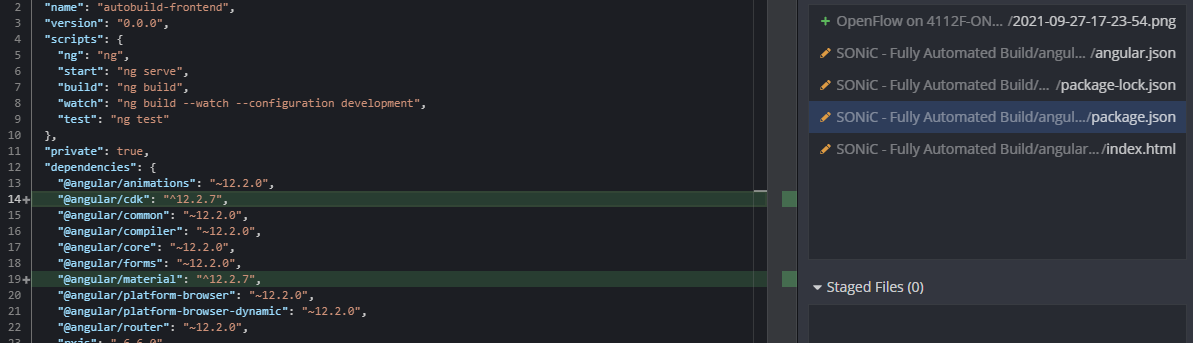 2 "name": "autobuild-frontend",
3 "version": "0.0.0",
4 "scripts": {
5 "ng": "ng",
6 "start": "ng serve",
7 "build": "ng build",
8 "watch": "ng build --watch --configuration development",
9 "test": "ng test"
10 },
11 "private": true,
12 "dependencies": {
13 "@angular/animations": "~12.2.0",
14+ "@angular/cdk": "^12.2.7",
15 "@angular/common": "~12.2.0",
16 "@angular/compiler": "~12.2.0",
17 "@angular/core": "~12.2.0",
18 "@angular/forms": "~12.2.0",
19+ "@angular/material": "^12.2.7",
20 "@angular/platform-browser": "~12.2.0",
21 "@angular/platform-browser-dynamic": "~12.2.0",
22 "@angular/router": "~12.2.0",
+ OpenFlow on 4112F-ON... /2021-09-27-17-23-54.png
SONiC - Fully Automated Build/angul... /angular.json
SONiC - Fully Automated Build/... /package-lock.json
SONiC - Fully Automated Build/angul.../package.json
SONiC - Fully Automated Build/angular... /index.html
Staged Files (0)